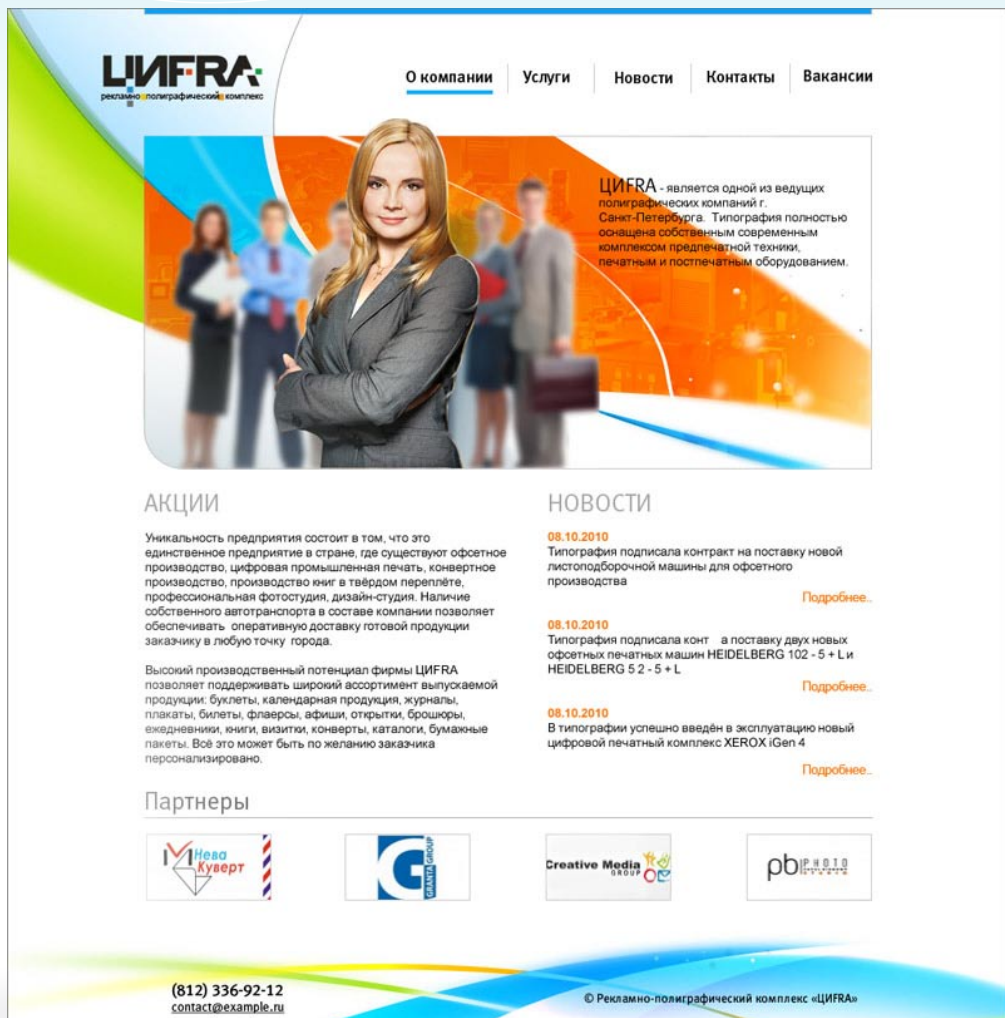 ЦИFRA
рекламно полиграфический комплекс
О компании
Услуги
Новости
Контакты
Вакансии
ЦИFRA - является одной из ведущих
полиграфических компаний г.
Санкт-Петербурга. Типография полностью
оснащена собственным современным
комплексом предпечатной техники,
печатным и постпечатным оборудованием.
АКЦИИ
Уникальность предприятия состоит в том, что это
единственное предприятие в стране, где существуют офсетное
производство, цифровая промышленная печать, конвертное
производство, производство книг в твёрдом переплёте,
профессиональная фотостудия, дизайн-студия. Наличие
собственного автотранспорта в составе компании позволяет
обеспечивать оперативную доставку готовой продукции
заказчику в любую точку города.
Высокий производственный потенциал фирмы ЦИFRA
позволяет поддерживать широкий ассортимент выпускаемой
продукции: буклеты, календарная продукция, журналы,
плакаты, билеты, флаерсы, афиши, открытки, брошюры,
ежедневники, книги, визитки, конверты, каталоги, бумажные
пакеты. Всё это может быть по желанию заказчика
персонализировано.
НОВОСТИ
08.10.2010
Типография подписала контракт на поставку новой
листоподборочной машины для офсетного
производства
Подробнее..
08.10.2010
Типография подписала конт а поставку двух новых
офсетных печатных машин HEIDELBERG 102 - 5 + L и
HEIDELBERG 5 2 - 5 + L
Подробнее..
08.10.2010
В типографии успешно введён в эксплуатацию новый
цифровой печатный комплекс XEROX iGen 4
Подробнее..
Партнеры
Нева
Куверт
GRANTA GROUP
Creative Media
GROUP
pb PHOTO
(812) 336-92-12
contact@example.ru
© Рекламно-полиграфический комплекс «ЦИFRA»